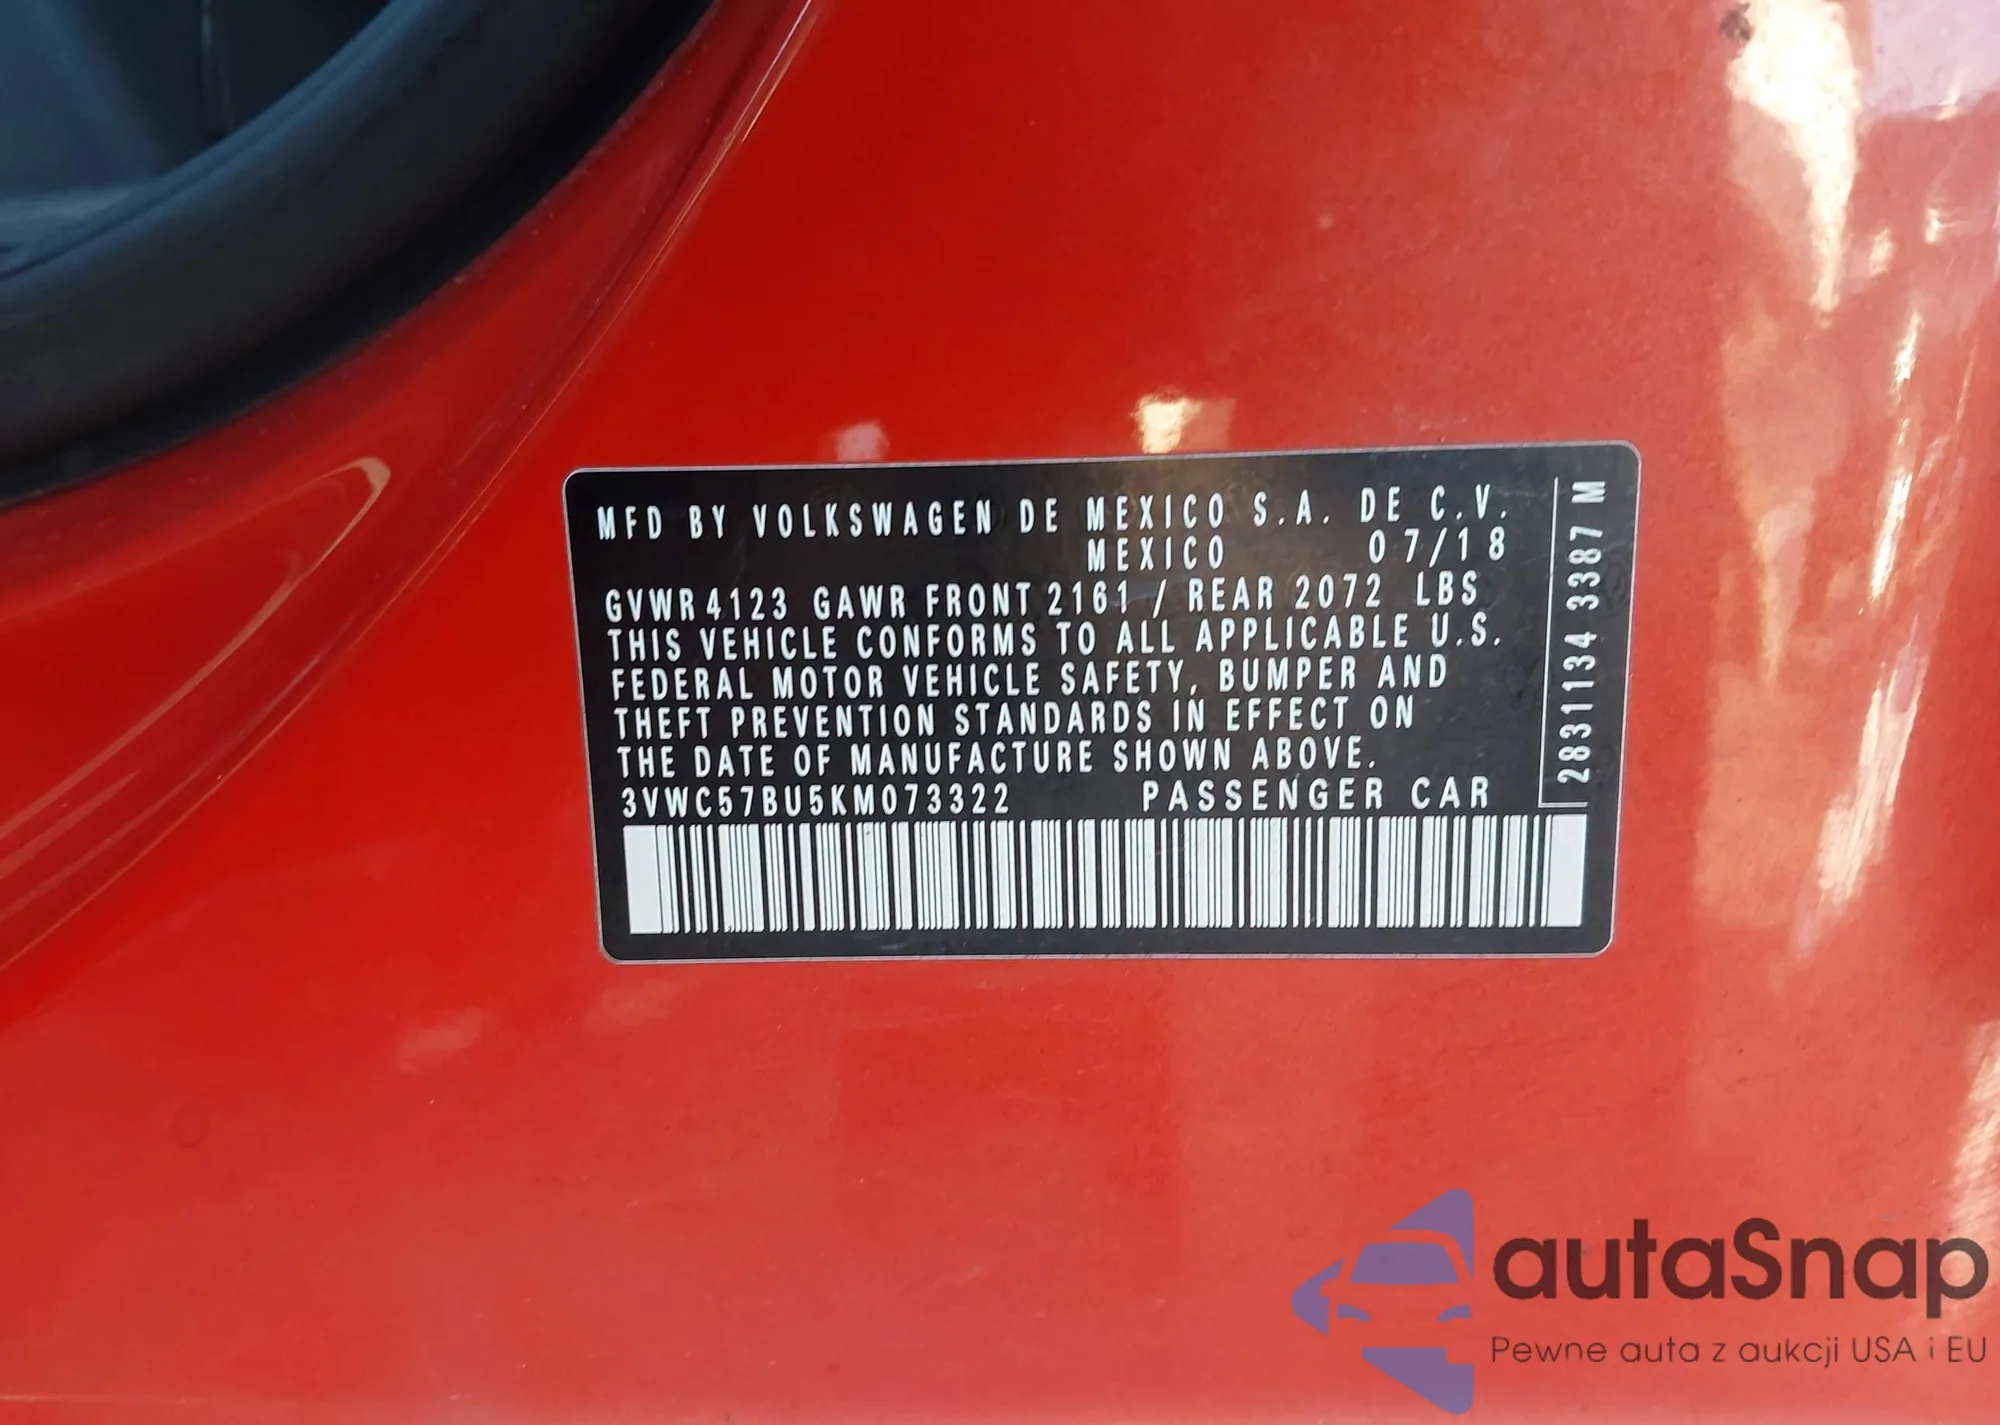 MFD BY VOLKSWAGEN DE MEXICO S.A. DE C.V.
MEXICO 07/18
GVWR 4123 GAWR FRONT 2161 / REAR 2072 LBS
THIS VEHICLE CONFORMS TO ALL APPLICABLE U.S.
FEDERAL MOTOR VEHICLE SAFETY, BUMPER AND
THEFT PREVENTION STANDARDS IN EFFECT ON
THE DATE OF MANUFACTURE SHOWN ABOVE.
3VWC57BU5KM073322 PASSENGER CAR
2831134 3387 M
autaSnap
Pewne auta z aukcji USA i EU